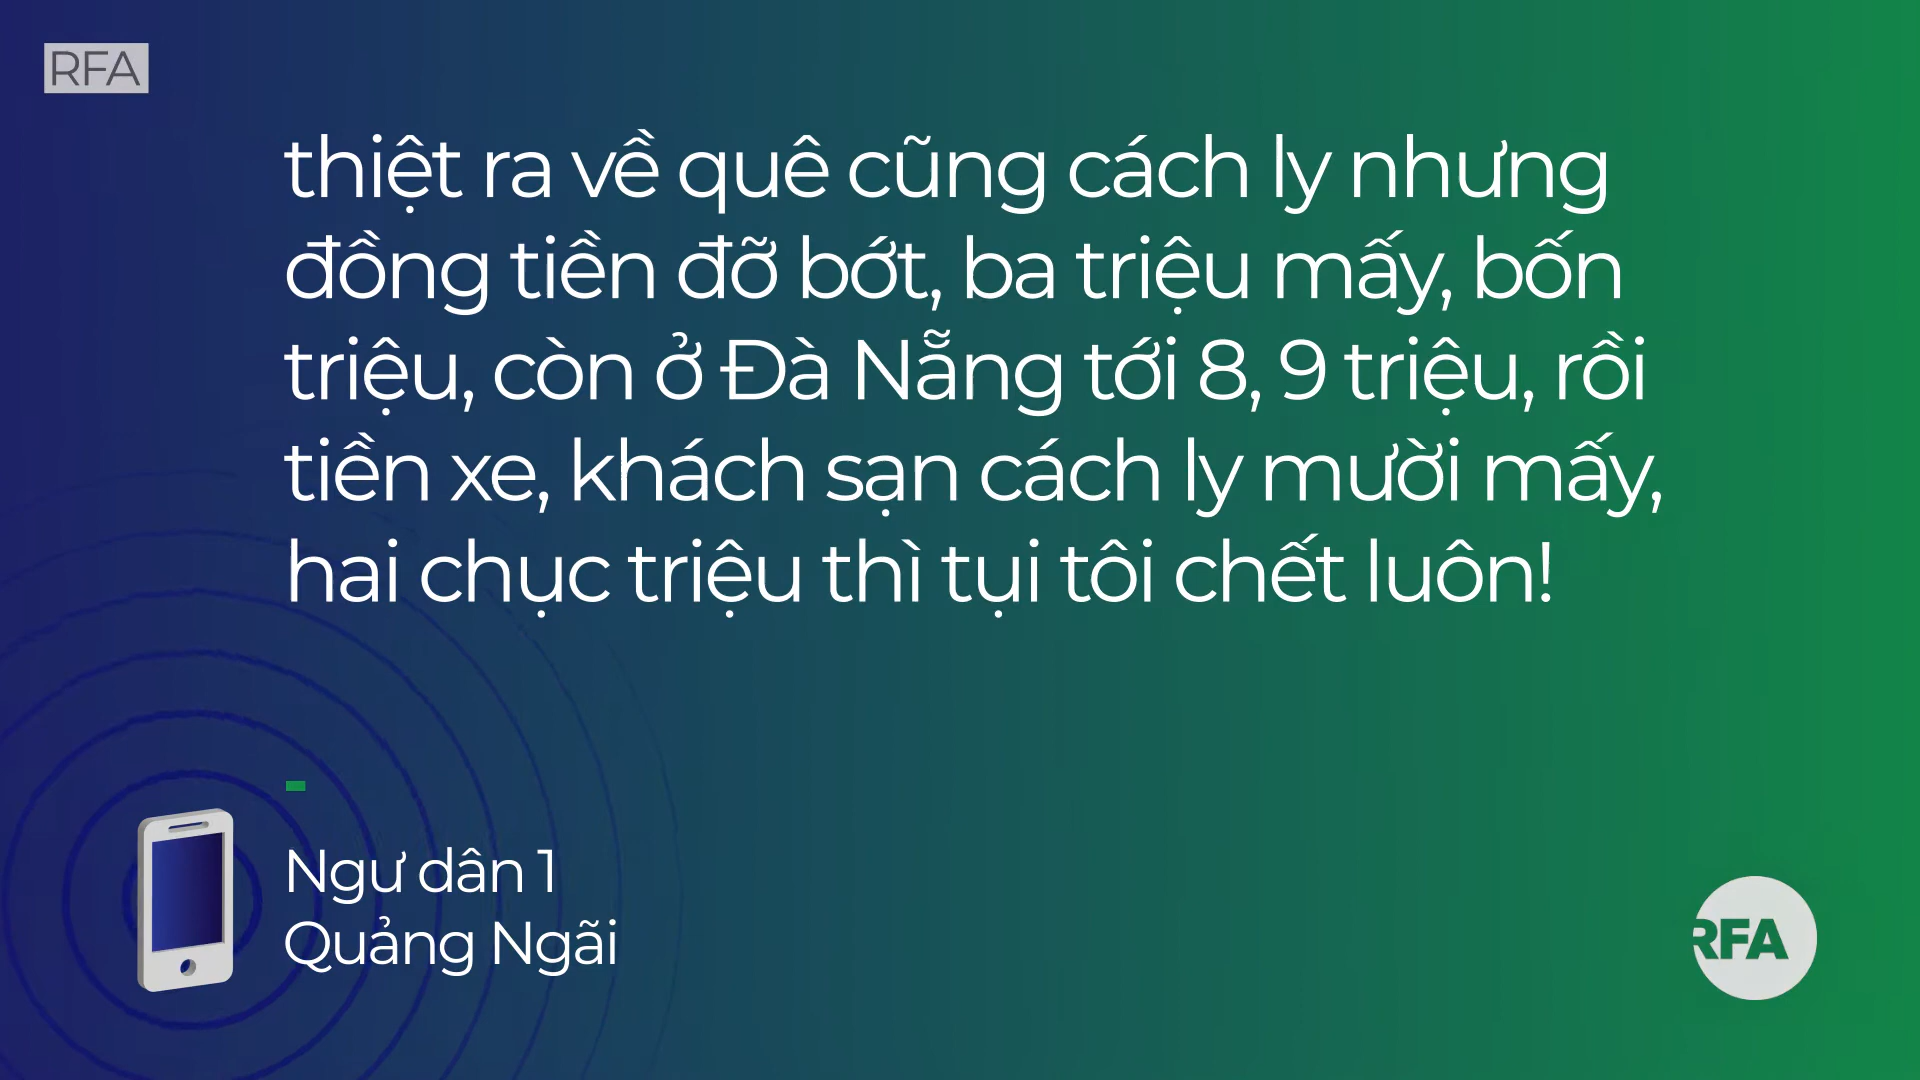 RFA
thiệt ra về quê cũng cách ly nhưng
đồng tiền đỡ bớt, ba triệu mấy, bốn
triệu, còn ở Đà Nẵng tới 8, 9 triệu, rồi
tiền xe, khách sạn cách ly mười mấy,
hai chục triệu thì tụi tôi chết luôn!
Ngư dân 1
Quảng Ngãi
RFA